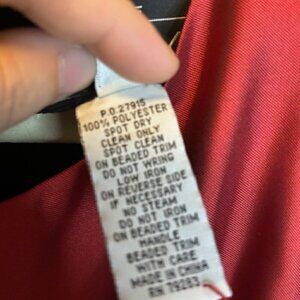 P.O.27915
100% POLYESTER
SPOT DRY
CLEAN ONLY
SPOT CLEAN
ON BEADED TRIM
DO NOT WRING
LOW IRON
ON REVERSE SIDE
IF NECESSARY
NO STEAM
DO NOT IRON
ON BEADED TRIM
HANDLE
BEADED TRIM
WITH CARE
MADE IN CHINA
RN 79253